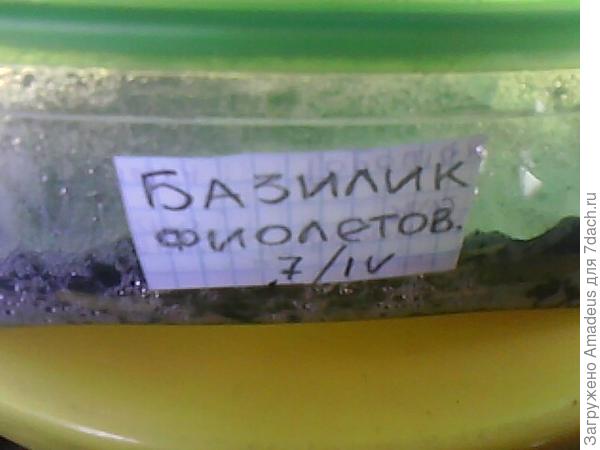 БАЗИЛИК
фиолетов.
7/IV
Загружено Amadeus для 7dach.ru